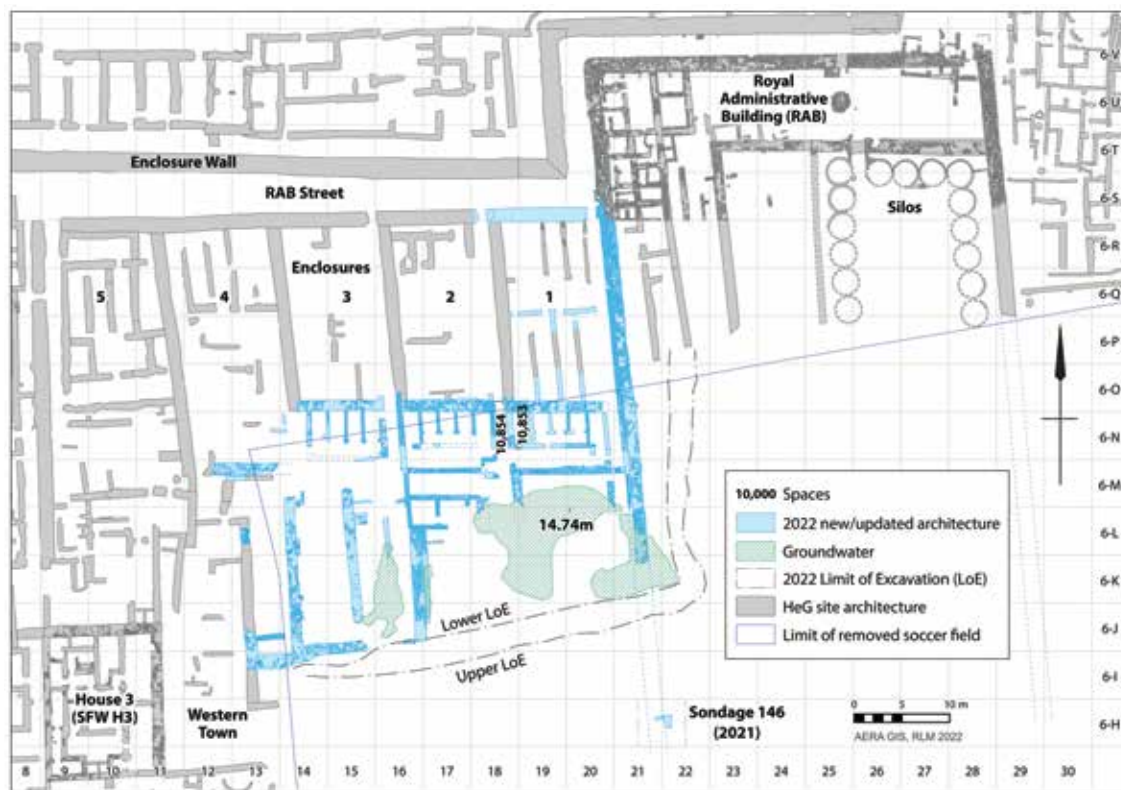 Royal
Administrative
Building (RAB)
Enclosure Wall
RAB Street
Silos
Enclosures
5
4
3
2
1
10,854
10,853
14.74m
Lower LoE
Upper LoE
House 3
(SFW H3)
Western
Town
Sondage 146
(2021)
10,000 Spaces
2022 new/updated architecture
Groundwater
2022 Limit of Excavation (LoE)
HeG site architecture
Limit of removed soccer field
0 5 10 m
AERA GIS, RLM 2022
6-V
6-U
6-T
6-S
6-R
6-Q
6-P
6-O
6-N
6-M
6-L
6-K
6-J
6-I
6-H
8 9 10 11 12 13 14 15 16 17 18 19 20 21 22 23 24 25 26 27 28 29 30